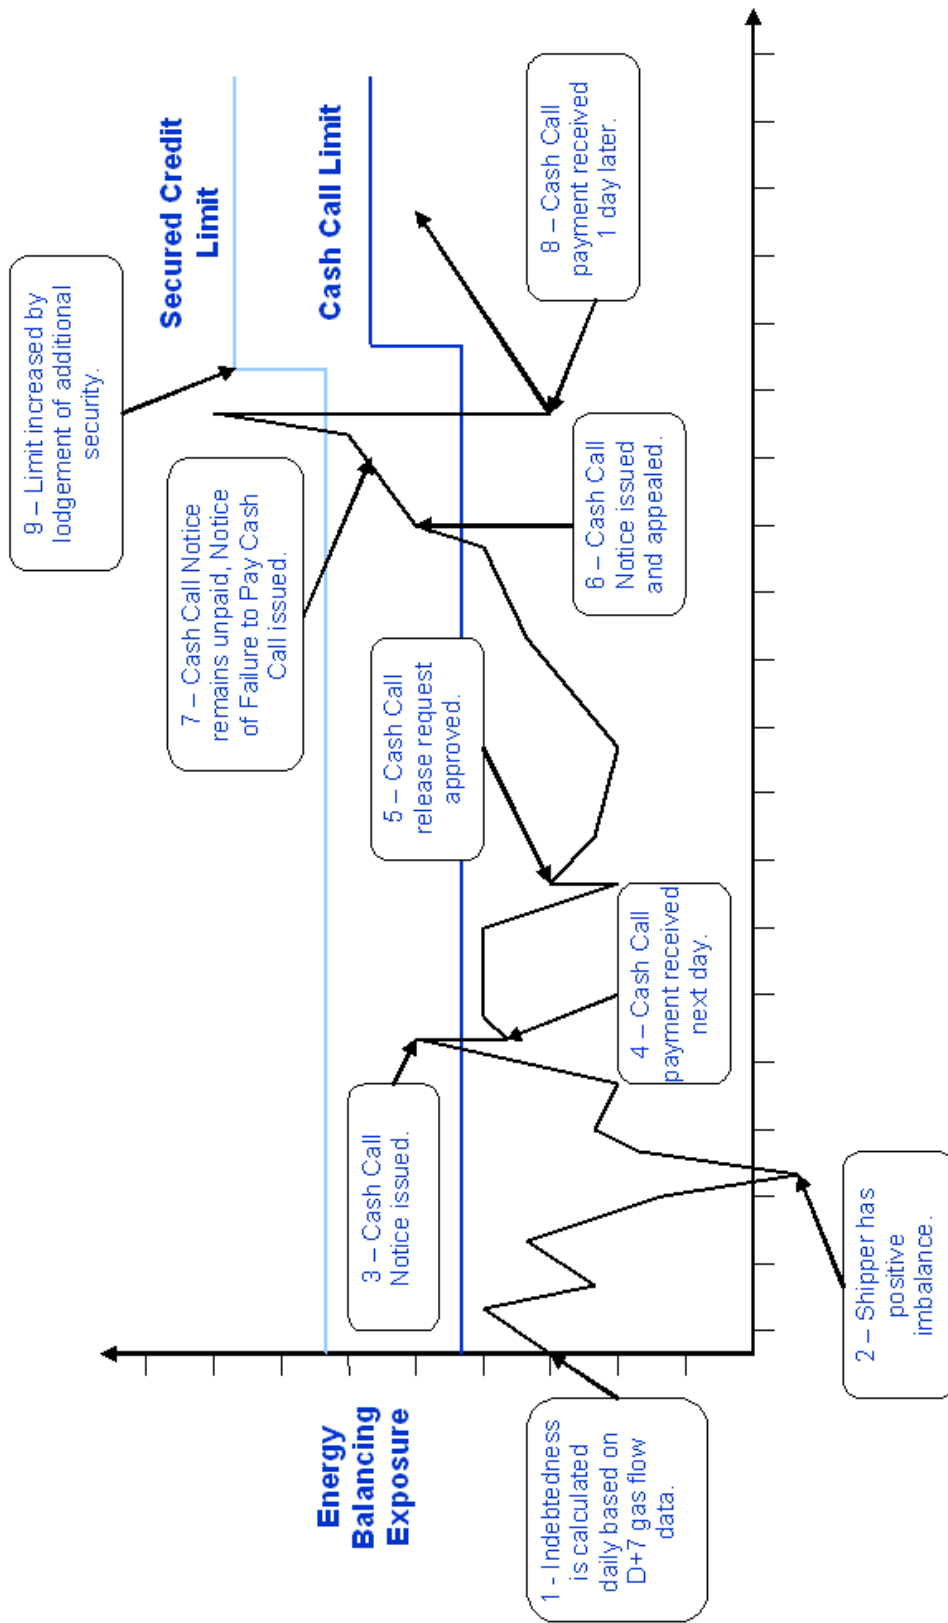 Energy
Balancing
Exposure
1 - Indebtedness
is calculated
daily based on
D+7 gas flow
data.
2 – Shipper has
positive
imbalance.
3 – Cash Call
Notice issued.
4 – Cash Call
payment received
next day.
5 – Cash Call
release request
approved.
6 – Cash Call
Notice issued
and appealed.
7 – Cash Call Notice
remains unpaid, Notice
of Failure to Pay Cash
Call issued.
8 – Cash Call
payment received
1 day later.
9 – Limit increased by
lodgement of additional
security.
Secured Credit
Limit
Cash Call Limit